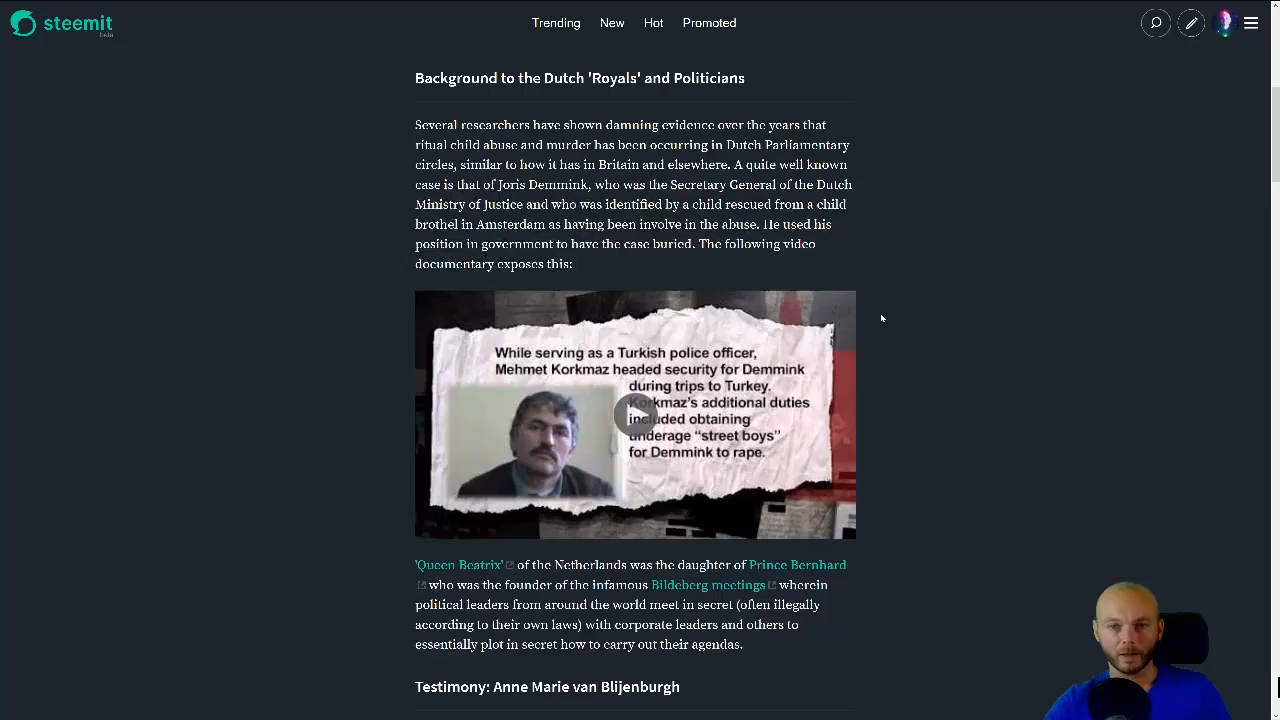 steemit
beta
Trending New Hot Promoted
Background to the Dutch 'Royals' and Politicians
Several researchers have shown damning evidence over the years that
ritual child abuse and murder has been occurring in Dutch Parliamentary
circles, similar to how it has in Britain and elsewhere. A quite well known
case is that of Joris Demmink, who was the Secretary General of the Dutch
Ministry of Justice and who was identified by a child rescued from a child
brothel in Amsterdam as having been involve in the abuse. He used his
position in government to have the case buried. The following video
documentary exposes this:
While serving as a Turkish police officer,
Mehmet Korkmaz headed security for Demmink
during trips to Turkey.
Korkmaz's additional duties
included obtaining
underage "street boys"
for Demmink to rape.
'Queen Beatrix' of the Netherlands was the daughter of Prince Bernhard
who was the founder of the infamous Bildeberg meetings wherein
political leaders from around the world meet in secret (often illegally
according to their own laws) with corporate leaders and others to
essentially plot in secret how to carry out their agendas.
Testimony: Anne Marie van Blijenburgh